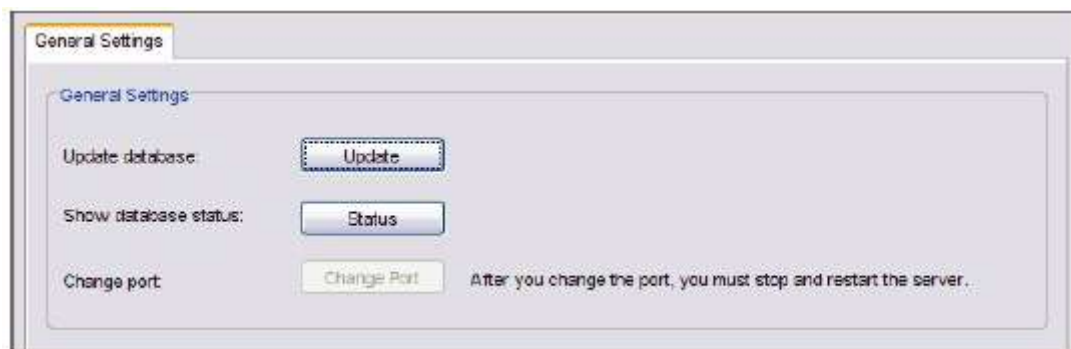 General Settings
General Settings
Update database: Update
Show database status: Status
Change port: Change Port After you change the port, you must stop and restart the server.